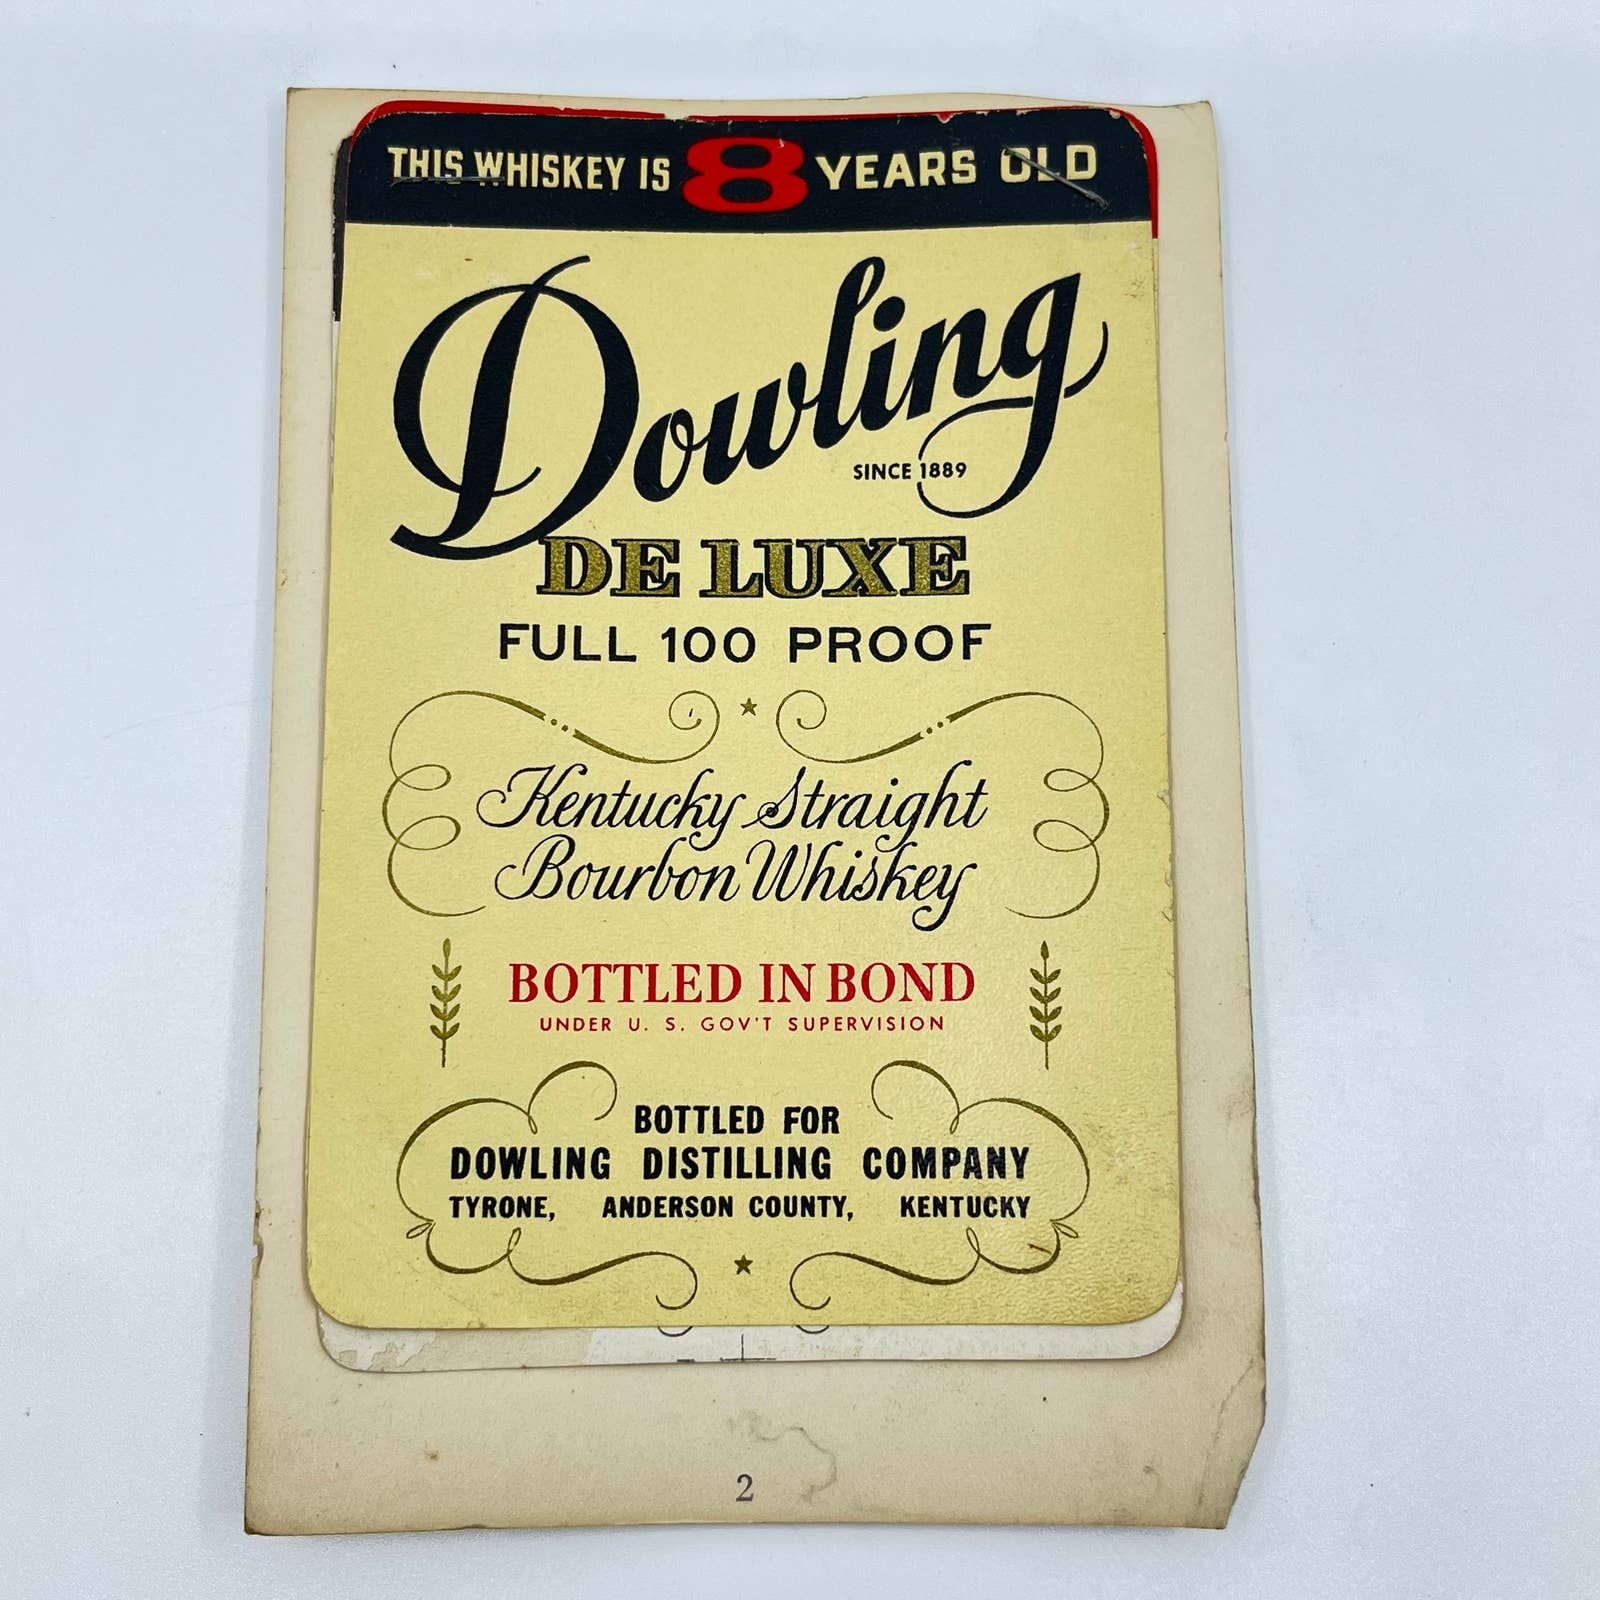 THIS WHISKEY IS 8 YEARS OLD
Dowling
SINCE 1889
DE LUXE
FULL 100 PROOF
Kentucky Straight
Bourbon Whiskey
BOTTLED IN BOND
UNDER U. S. GOV'T SUPERVISION
BOTTLED FOR
DOWLING DISTILLING COMPANY
TYRONE, ANDERSON COUNTY, KENTUCKY
2